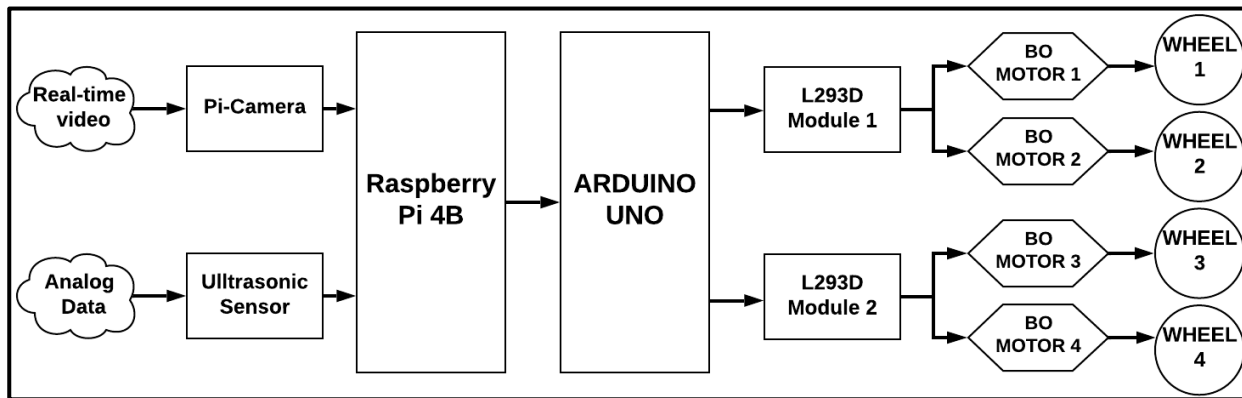 Real-time
video
Pi-Camera
Analog
Data
Ulltrasonic
Sensor
Raspberry
Pi 4B
ARDUINO
UNO
L293D
Module 1
L293D
Module 2
BO
MOTOR 1
BO
MOTOR 2
BO
MOTOR 3
BO
MOTOR 4
WHEEL
1
WHEEL
2
WHEEL
3
WHEEL
4